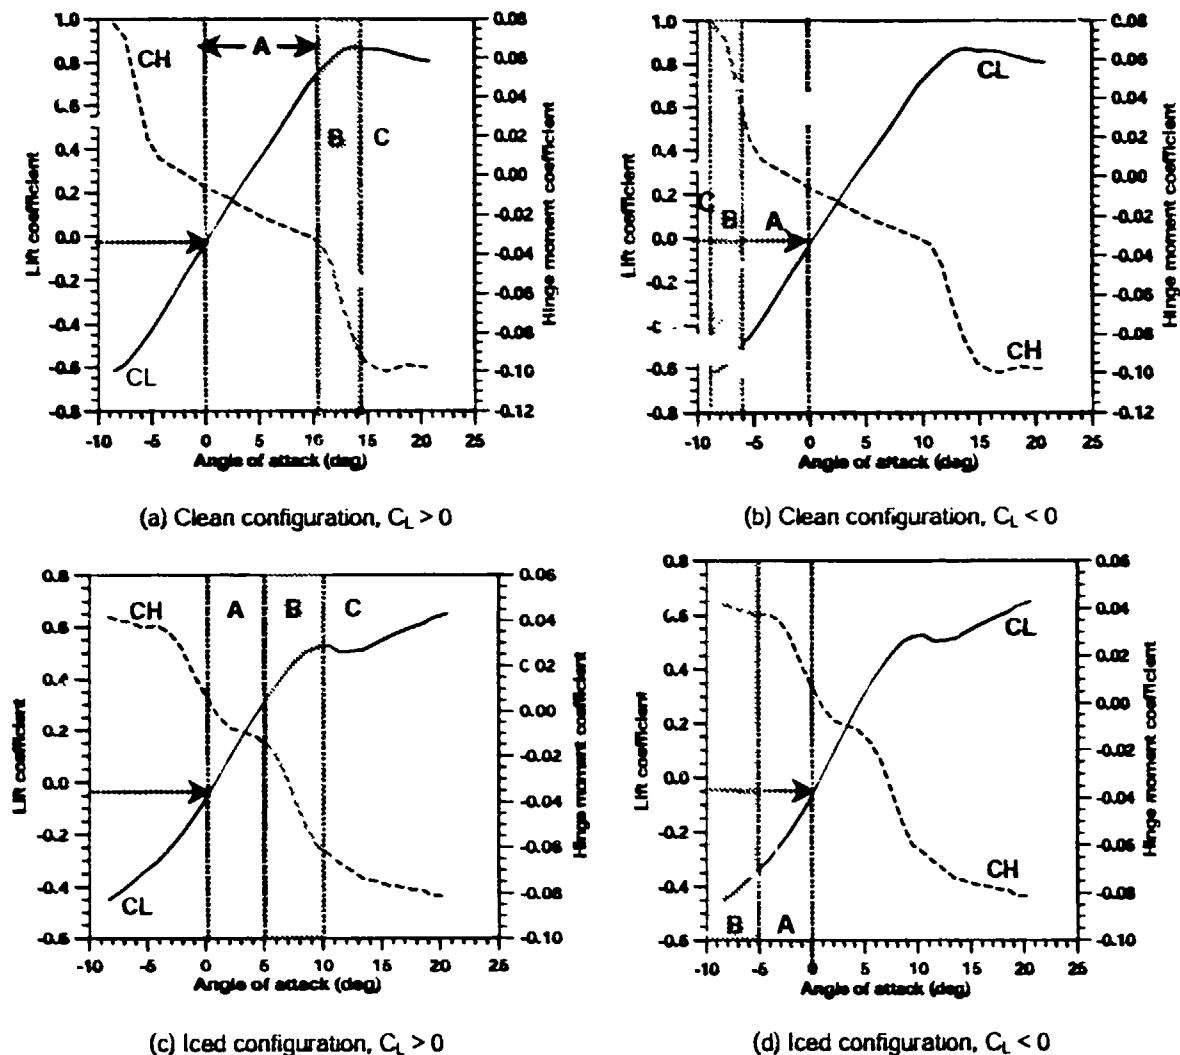 1.0
0.8
0.4
0.2
0.0
-0.2
-0.4
-0.6
-0.8
Lift coefficient
CH
A
B
C
CL
0.08
0.06
0.04
0.02
0.00
-0.02
-0.04
-0.06
-0.08
-0.10
-0.12
Hinge moment coefficient
-10 -5 0 5 15 20 25
Angle of attack (deg)
(a) Clean configuration, CL > 0
1.0
0.8
0.6
0.4
0.2
0.0
-0.2
-0.6
-0.8
Lift coefficient
C
B
A
CL
CH
0.08
0.06
0.04
0.02
0.00
-0.02
-0.04
-0.06
-0.08
-0.10
-0.12
Hinge moment coefficient
-10 -5 0 5 10 15 20 25
Angle of attack (deg)
(b) Clean configuration, CL < 0
0.8
0.6
0.4
0.2
0.0
-0.2
-0.4
-0.6
Lift coefficient
CH
A
B
C
CL
0.06
0.04
0.02
0.00
-0.02
-0.04
-0.06
-0.08
-0.10
Hinge moment coefficient
-10 -5 0 5 10 15 20 25
Angle of attack (deg)
(c) Iced configuration, CL > 0
0.8
0.6
0.4
0.2
0.0
-0.2
-0.4
-0.6
Lift coefficient
CL
CH
B
A
0.06
0.04
0.02
0.00
-0.02
-0.04
-0.06
-0.08
-0.10
Hinge moment coefficient
-10 -5 0 5 10 15 20 25
Angle of attack (deg)
(d) Iced configuration, CL < 0